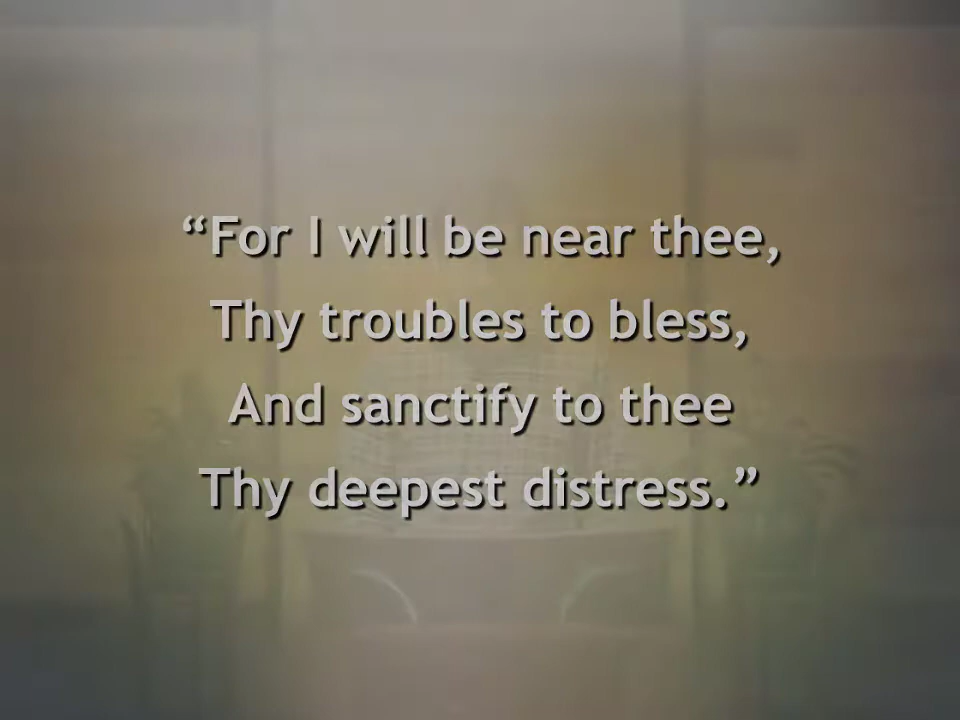 “For I will be near thee,
Thy troubles to bless,
And sanctify to thee
Thy deepest distress.”